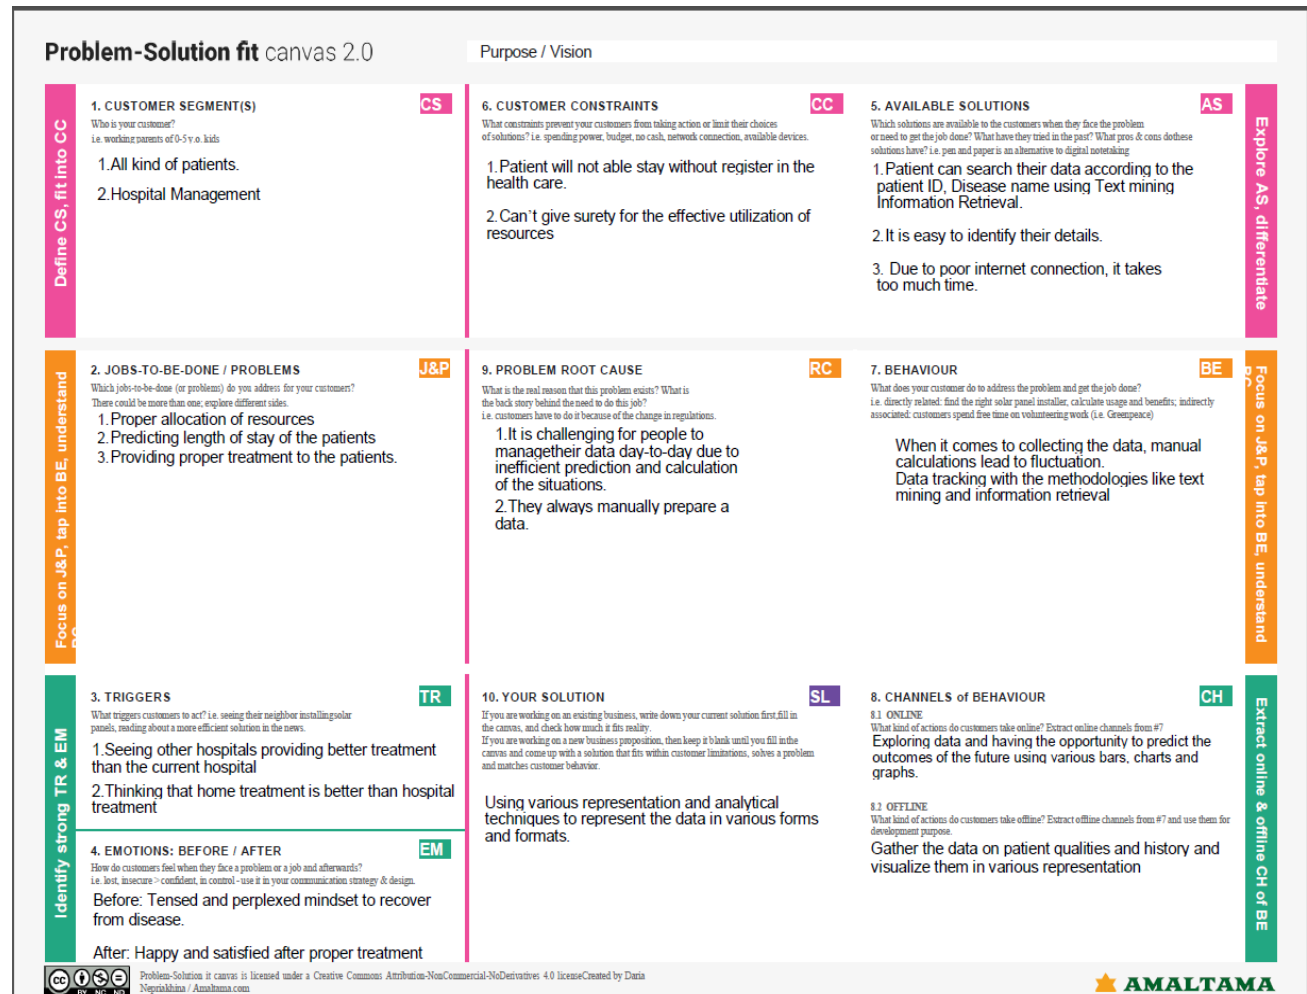 Problem-Solution fit canvas 2.0
Purpose / Vision
Define CS, fit into CC
1. CUSTOMER SEGMENT(S)
CS
Who is your customer?
i.e. working parents of 0-5 y.o. kids
1.All kind of patients.
2.Hospital Management
6. CUSTOMER CONSTRAINTS
CC
What constraints prevent your customers from taking action or limit their choices
of solutions? i.e. spending power, budget, no cash, network connection, available devices.
1.Patient will not able stay without register in the
health care.
2.Can't give surety for the effective utilization of
resources
5. AVAILABLE SOLUTIONS
AS
Which solutions are available to the customers when they face the problem
or need to get the job done? What have they tried in the past? What pros & cons dothese
solutions have? i.e. pen and paper is an alternative to digital notetaking
1.Patient can search their data according to the
patient ID, Disease name using Text mining
Information Retrieval.
2.It is easy to identify their details.
3. Due to poor internet connection, it takes
too much time.
Explore AS, differentiate
Focus on J&P, tap into BE, understand
2. JOBS-TO-BE-DONE / PROBLEMS
J&P
Which jobs-to-be-done (or problems) do you address for your customer?
There could be more than one; explore different sides.
1.Proper allocation of resources
2.Predicting length of stay of the patients
3.Providing proper treatment to the patients.
9. PROBLEM ROOT CAUSE
RC
What is the real reason that this problem exists? What is
the back story behind the need to do this job?
i.e. customers have to do it because of the change in regulations.
1.It is challenging for people to
managetheir data day-to-day due to
inefficient prediction and calculation
of the situations.
2.They always manually prepare a
data.
7. BEHAVIOUR
BE
What does your customer do to address the problem and get the job done?
i.e. directly related: find the right solar panel installer, calculate usage and benefits; indirectly
associated: customers spend free time on volunteering work (i.e. Greenpeace)
When it comes to collecting the data, manual
calculations lead to fluctuation.
Data tracking with the methodologies like text
mining and information retrieval
Focus on J&P, tap into BE, understand
Identify strong TR & EM
3. TRIGGERS
TR
What triggers customers to act? i.e. seeing their neighbor installingsolar
panels, reading about a more efficient solution in the news.
1.Seeing other hospitals providing better treatment
than the current hospital
2.Thinking that home treatment is better than hospital
treatment
4. EMOTIONS: BEFORE / AFTER
EM
How do customers feel when they face a problem or a job and afterwards?
i.e. lost, insecure > confident, in control - use it in your communication strategy & design.
Before: Tensed and perplexed mindset to recover
from disease.
After: Happy and satisfied after proper treatment
10. YOUR SOLUTION
SL
If you are working on an existing business, write down your current solution first,fill in
the canvas, and check how much it fits reality.
If you are working on a new business proposition, then keep it blank until you fill in the
canvas and come up with a solution that fits within customer limitations, solves a problem
and matches customer behavior.
Using various representation and analytical
techniques to represent the data in various forms
and formats.
8. CHANNELS of BEHAVIOUR
CH
8.1 ONLINE
What kind of actions do customers take online? Extract online channels from #7
Exploring data and having the opportunity to predict the
outcomes of the future using various bars, charts and
graphs.
8.2 OFFLINE
What kind of actions do customers take offline? Extract offline channels from #7 and use them for
development purpose.
Gather the data on patient qualities and history and
visualize them in various representation
Extract online & offline CH of BE
cc BY NC ND
Problem-Solution it canvas is licensed under a Creative Commons Attribution-NonCommercial-NoDerivatives 4.0 licenseCreated by Daria
Nepriakhina / Amaltama.com
AMALTAMA